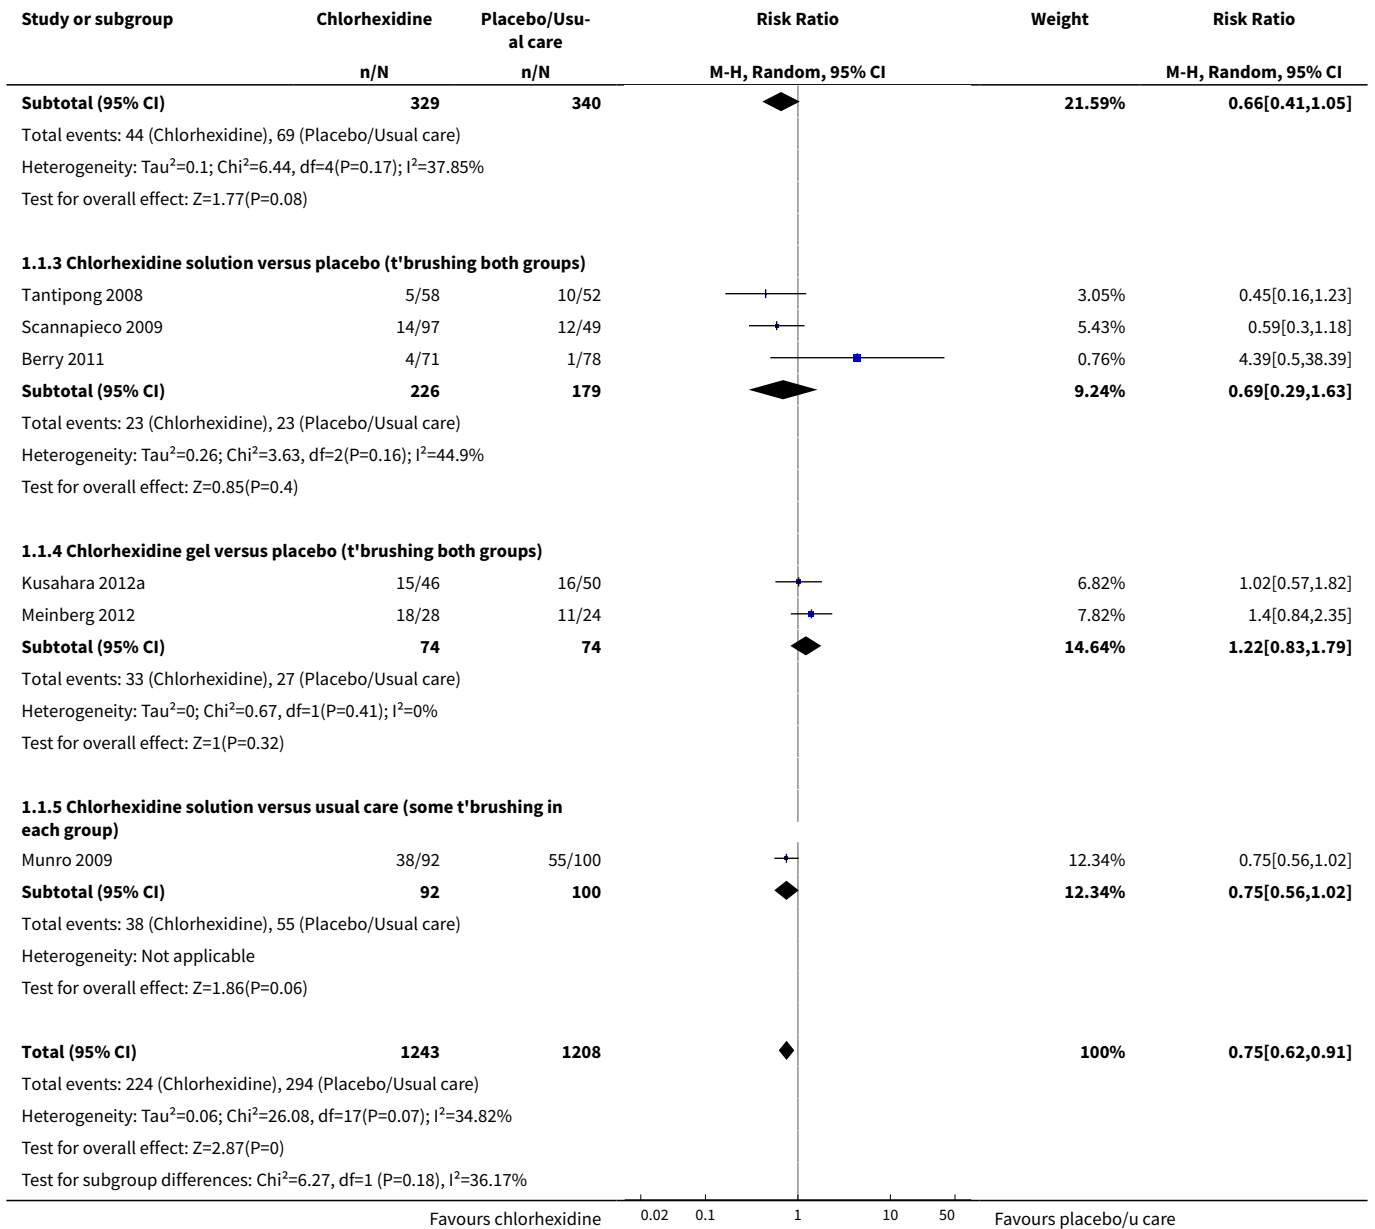 Study or subgroup Chlorhexidine Placebo/Usu- Risk Ratio Weight Risk Ratio
al care
n/N n/N M-H, Random, 95% CI M-H, Random, 95% CI
Subtotal (95% CI) 329 340 21.59% 0.66[0.41,1.05]
Total events: 44 (Chlorhexidine), 69 (Placebo/Usual care)
Heterogeneity: Tau²=0.1; Chi²=6.44, df=4(P=0.17); I²=37.85%
Test for overall effect: Z=1.77(P=0.08)
1.1.3 Chlorhexidine solution versus placebo (t'brushing both groups)
Tantipong 2008 5/58 10/52 3.05% 0.45[0.16,1.23]
Scannapieco 2009 14/97 12/49 5.43% 0.59[0.3,1.18]
Berry 2011 4/71 1/78 0.76% 4.39[0.5,38.39]
Subtotal (95% CI) 226 179 9.24% 0.69[0.29,1.63]
Total events: 23 (Chlorhexidine), 23 (Placebo/Usual care)
Heterogeneity: Tau²=0.26; Chi²=3.63, df=2(P=0.16); I²=44.9%
Test for overall effect: Z=0.85(P=0.4)
1.1.4 Chlorhexidine gel versus placebo (t'brushing both groups)
Kusahara 2012a 15/46 16/50 6.82% 1.02[0.57,1.82]
Meinberg 2012 18/28 11/24 7.82% 1.4[0.84,2.35]
Subtotal (95% CI) 74 74 14.64% 1.22[0.83,1.79]
Total events: 33 (Chlorhexidine), 27 (Placebo/Usual care)
Heterogeneity: Tau²=0; Chi²=0.67, df=1(P=0.41); I²=0%
Test for overall effect: Z=1(P=0.32)
1.1.5 Chlorhexidine solution versus usual care (some t'brushing in
each group)
Munro 2009 38/92 55/100 12.34% 0.75[0.56,1.02]
Subtotal (95% CI) 92 100 12.34% 0.75[0.56,1.02]
Total events: 38 (Chlorhexidine), 55 (Placebo/Usual care)
Heterogeneity: Not applicable
Test for overall effect: Z=1.86(P=0.06)
Total (95% CI) 1243 1208 100% 0.75[0.62,0.91]
Total events: 224 (Chlorhexidine), 294 (Placebo/Usual care)
Heterogeneity: Tau²=0.06; Chi²=26.08, df=17(P=0.07); I²=34.82%
Test for overall effect: Z=2.87(P=0)
Test for subgroup differences: Chi²=6.27, df=1 (P=0.18), I²=36.17%
Favours chlorhexidine 0.02 0.1 1 10 50 Favours placebo/u care